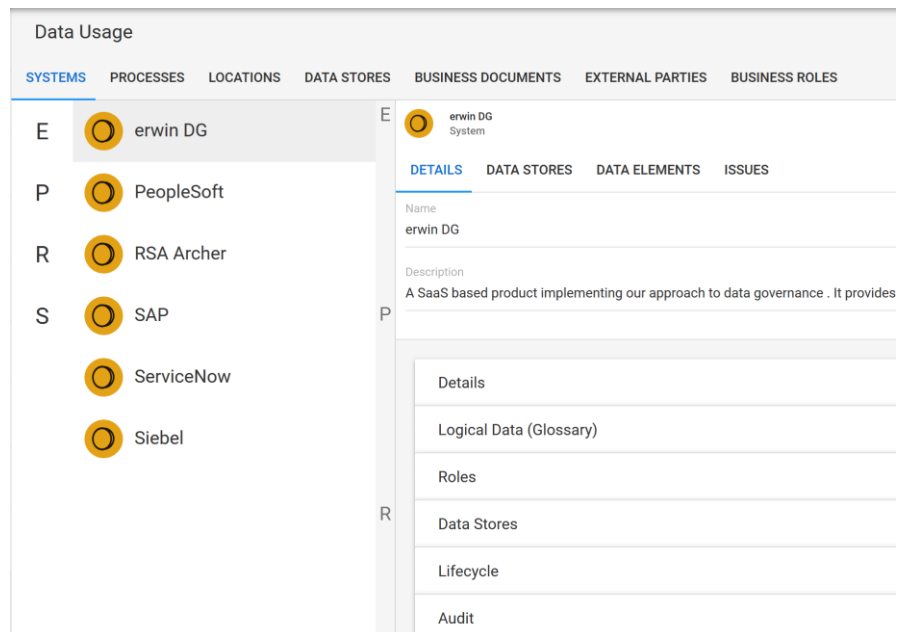 Data Usage
SYSTEMS PROCESSES LOCATIONS DATA STORES BUSINESS DOCUMENTS EXTERNAL PARTIES BUSINESS ROLES
E erwin DG
P PeopleSoft
R RSA Archer
S SAP
ServiceNow
Siebel
E
P
R
erwin DG
System
DETAILS DATA STORES DATA ELEMENTS ISSUES
Name
erwin DG
Description
A SaaS based product implementing our approach to data governance . It provides
Details
Logical Data (Glossary)
Roles
Data Stores
Lifecycle
Audit